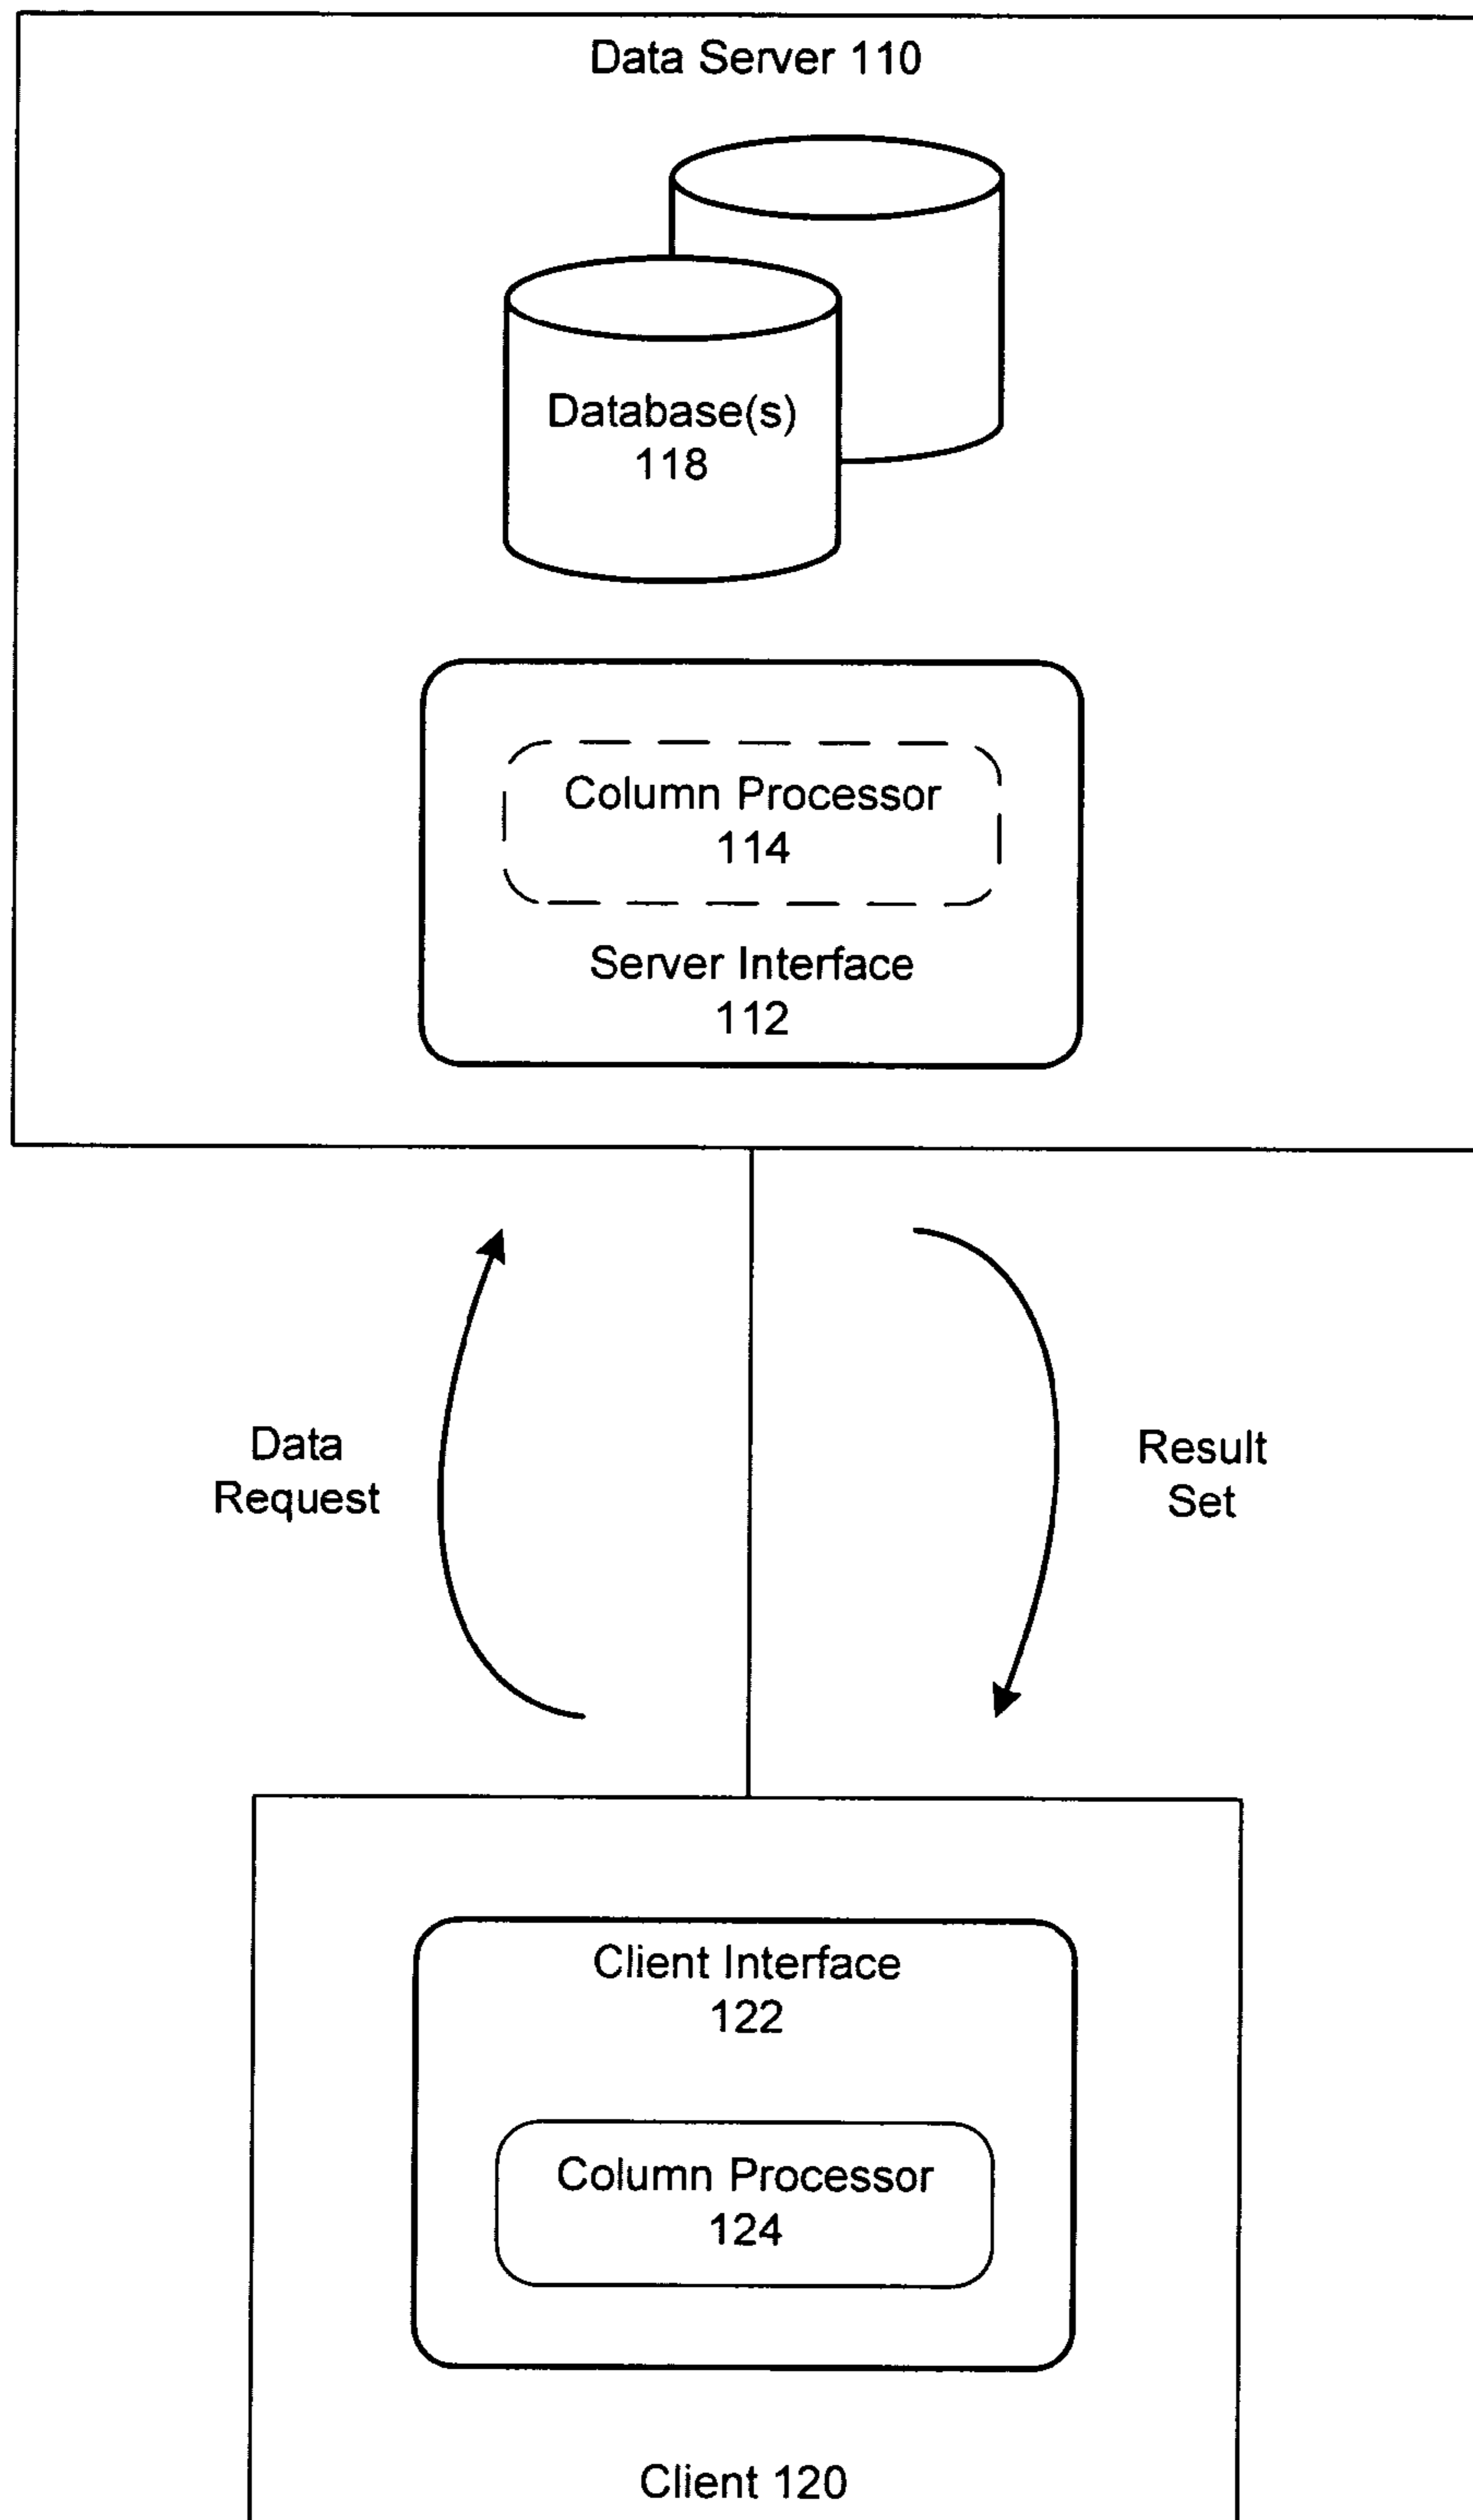 Data Server 110
Database(s)
118
Column Processor
114
Server Interface
112
Data
Request
Result
Set
Client Interface
122
Column Processor
124
Client 120